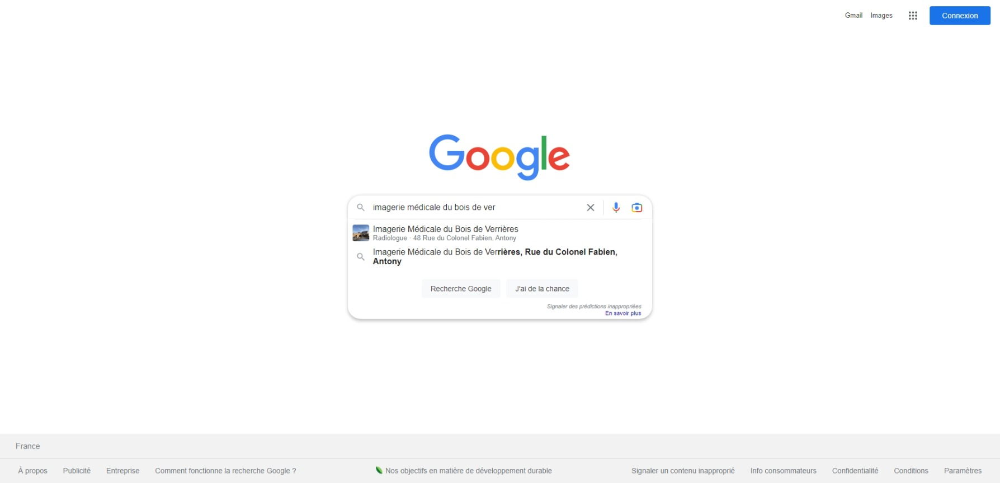 Gmail Images Connexion
Google
imagerie médicale du bois de ver
Imagerie Médicale du Bois de Verrières
Radiologue · 48 Rue du Colonel Fabien, Antony
Imagerie Médicale du Bois de Verrières, Rue du Colonel Fabien,
Antony
Recherche Google J'ai de la chance
Signaler des prédictions inappropriées
En savoir plus
France
À propos Publicité Entreprise Comment fonctionne la recherche Google ? Nos objectifs en matière de développement durable Signaler un contenu inapproprié Info consommateurs Confidentialité Conditions Paramètres